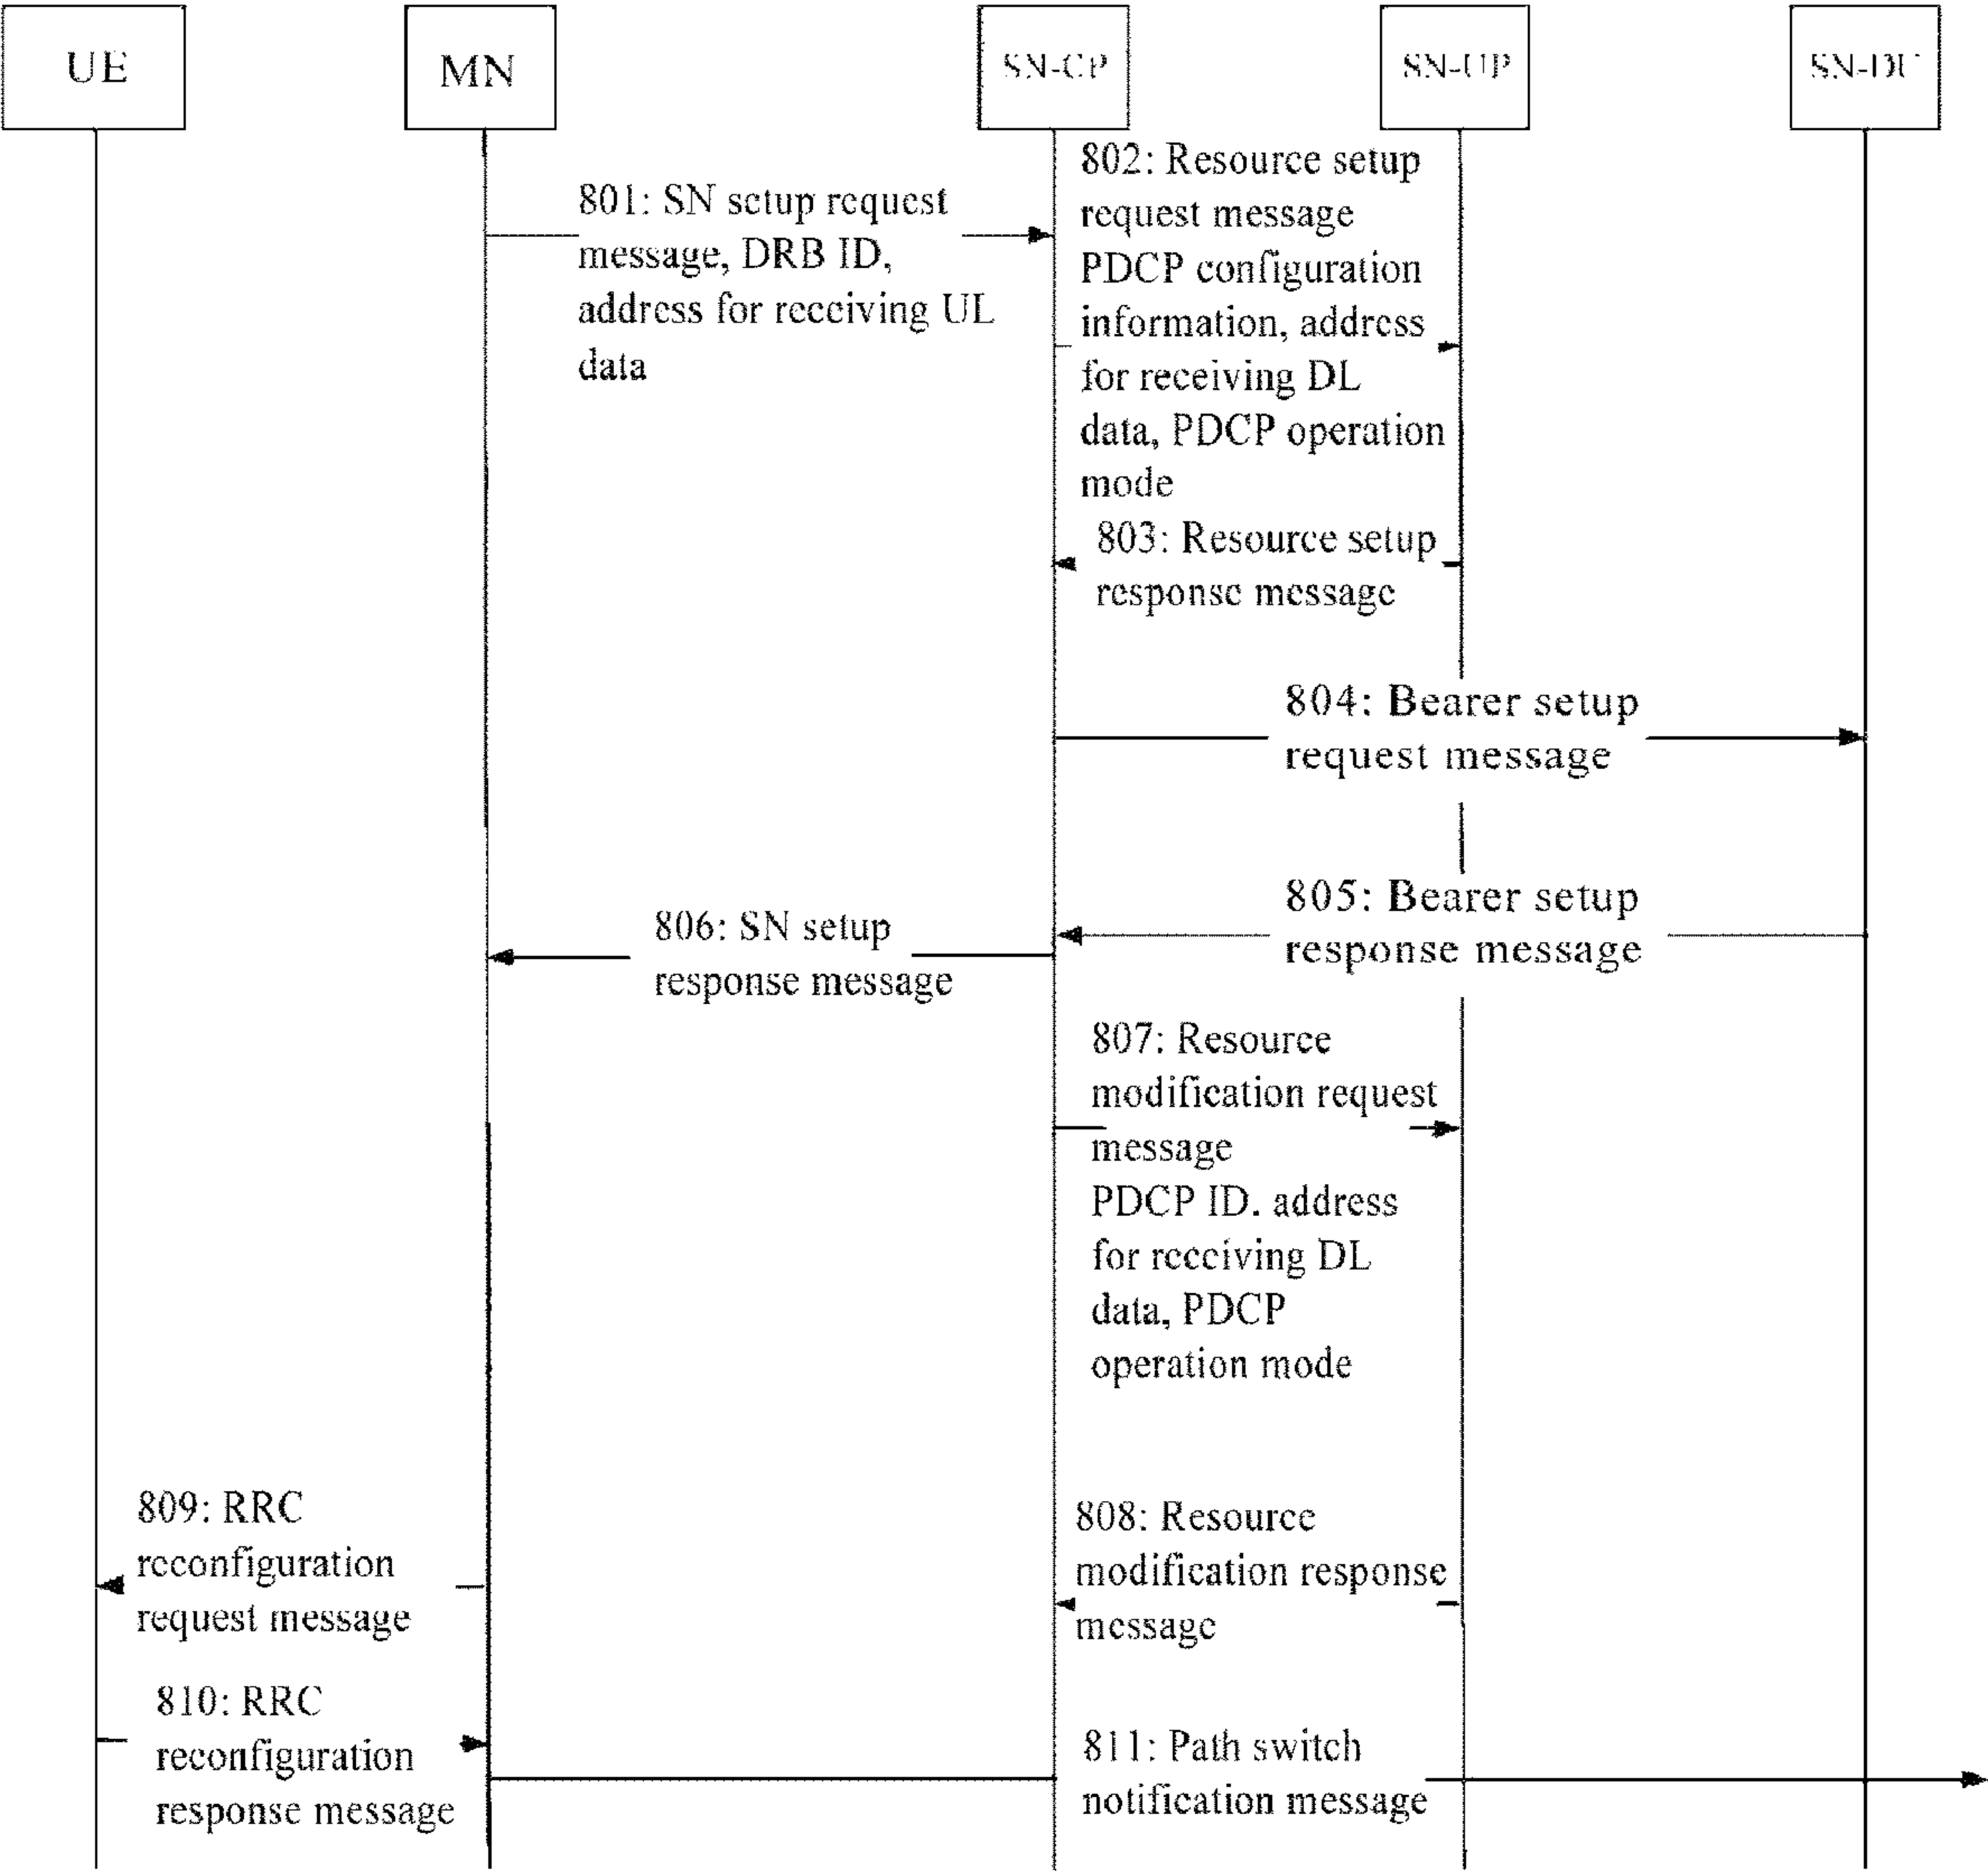 UE
MN
SN-CP
SN-UP
SN-DU
801: SN setup request
message, DRB ID,
address for receiving UL
data
802: Resource setup
request message
PDCP configuration
information, address
for receiving DL
data, PDCP operation
mode
803: Resource setup
response message
804: Bearer setup
request message
805: Bearer setup
response message
806: SN setup
response message
807: Resource
modification request
message
PDCP ID. address
for receiving DL
data, PDCP
operation mode
808: Resource
modification response
message
809: RRC
reconfiguration
request message
810: RRC
reconfiguration
response message
811: Path switch
notification message